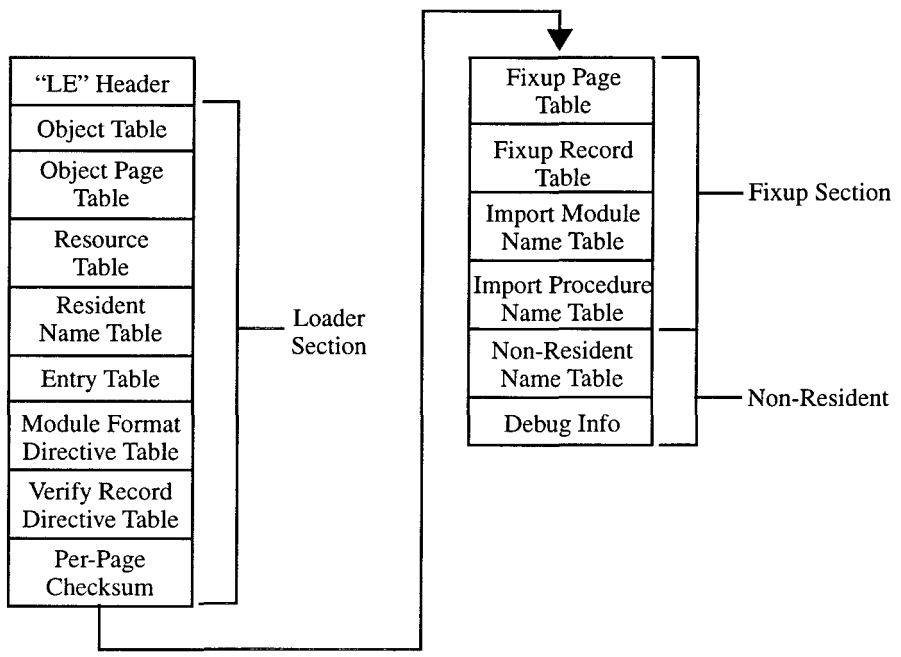 “LE” Header
Object Table
Object Page
Table
Resource
Table
Resident
Name Table
Entry Table
Module Format
Directive Table
Verify Record
Directive Table
Per-Page
Checksum
Loader
Section
Fixup Page
Table
Fixup Record
Table
Import Module
Name Table
Import Procedure
Name Table
Non-Resident
Name Table
Debug Info
Fixup Section
Non-Resident